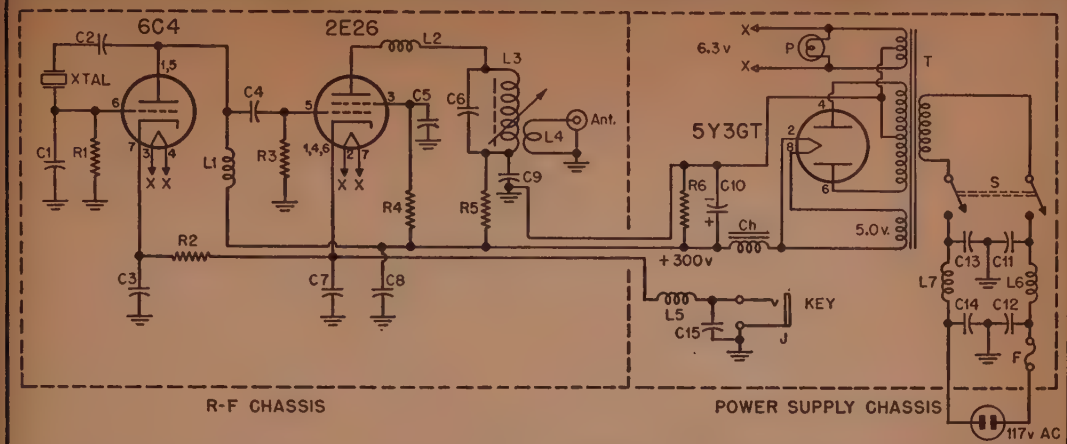 6C4
2E26
C2
XTAL
1,5
6
7
3
4
C1
R1
L1
C4
R3
5
3
1,4,6
2
7
X X
X X
L2
C5
R4
C6
L3
L4
Ant.
R5
C9
R2
C3
C7
C8
X
6.3 v
X
P
T
5Y3GT
4
2
8
6
R6
C10
−
+
Ch
5.0 v.
+300v
S
C13
C11
L7
L6
C14
C12
F
L5
C15
KEY
J
R-F CHASSIS
POWER SUPPLY CHASSIS
117v AC